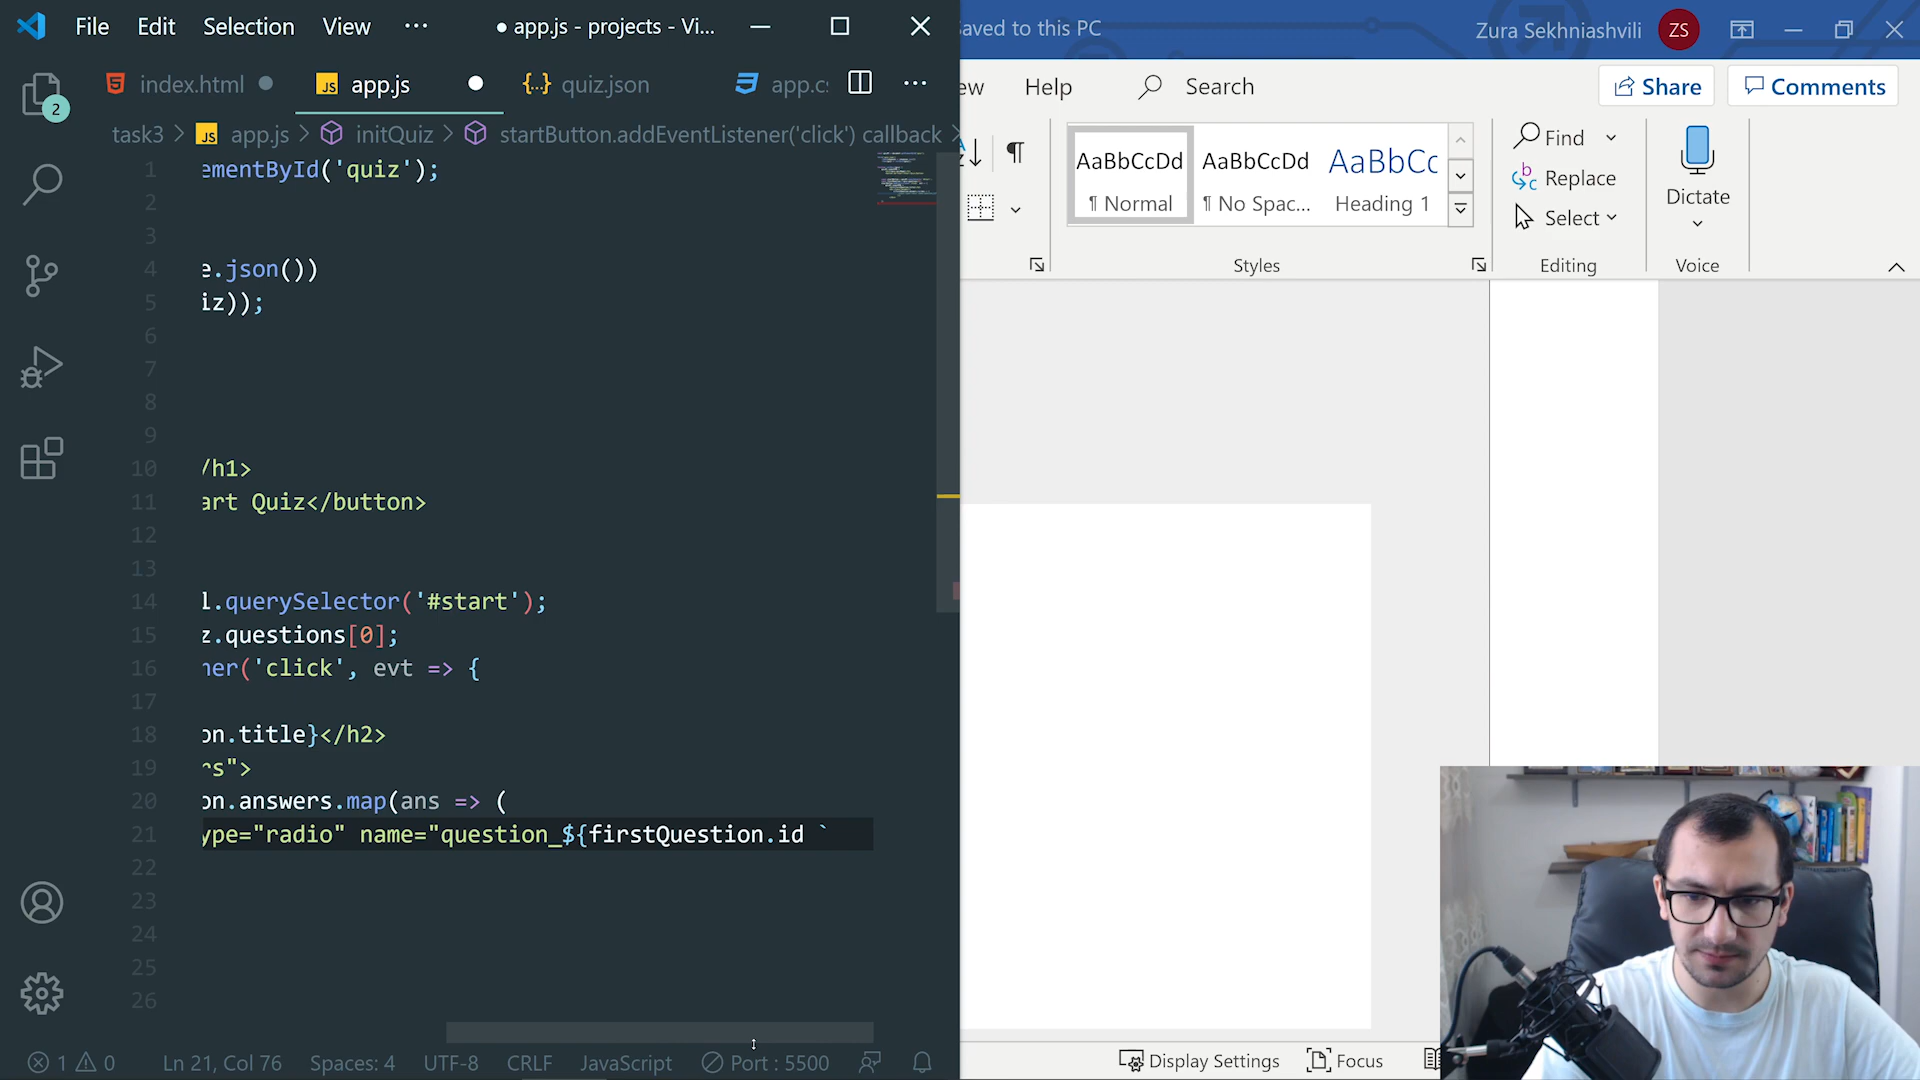 File Edit Selection View ··· ● app.js - projects - Vi...
Saved to this PC
Zura Sekhniashvili ZS
index.html app.js quiz.json app.c ···
Help Search Share Comments
task3 > JS app.js > initQuiz > startButton.addEventListener('click') callback >
AaBbCcDd AaBbCcDd AaBbCc
¶ Normal ¶ No Spac... Heading 1
Styles
Find
Replace
Select
Editing
Dictate
Voice
1 ementById('quiz');
2
3
4 e.json())
5 iz));
6
7
8
9
10 /h1>
11 art Quiz</button>
12
13
14 l.querySelector('#start');
15 z.questions[0];
16 ner('click', evt => {
17
18 on.title}</h2>
19 rs">
20 on.answers.map(ans => (
21 ype="radio" name="question_${firstQuestion.id `
22
23
24
25
26
2
1 0 Ln 21, Col 76 Spaces: 4 UTF-8 CRLF JavaScript Port : 5500
Display Settings Focus